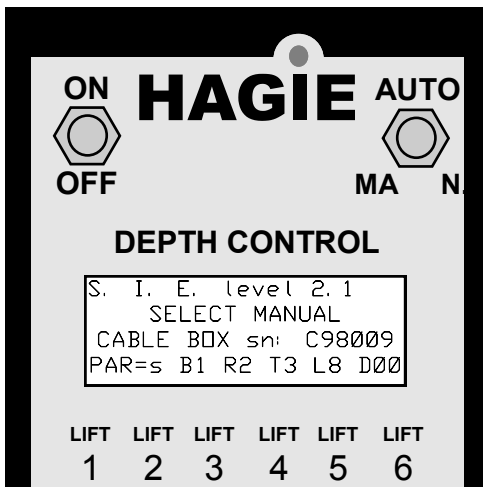 ON HAGIE AUTO
OFF MA N.
DEPTH CONTROL
S. I. E. level 2.1
SELECT MANUAL
CABLE BOX sn: C98009
PAR=s B1 R2 T3 L8 D00
LIFT LIFT LIFT LIFT LIFT LIFT
1 2 3 4 5 6